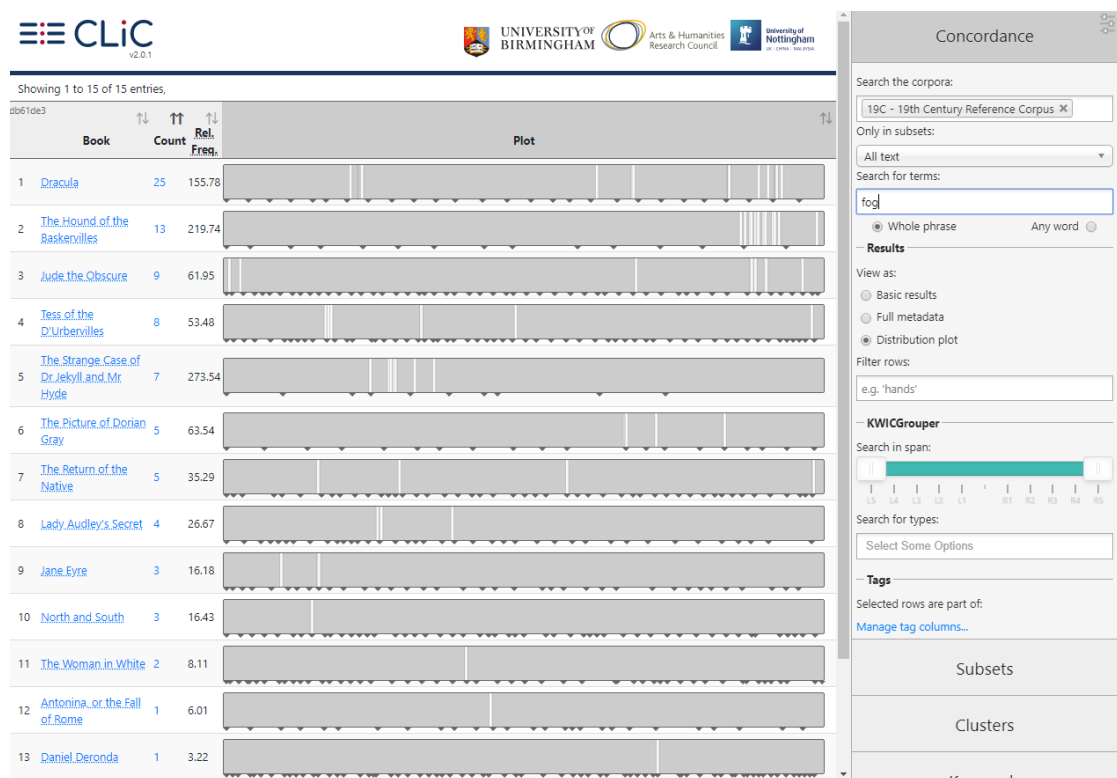 CLiC
v2.0.1
UNIVERSITYOF
BIRMINGHAM
Arts & Humanities
Research Council
University of
Nottingham
UK | CHINA | MALAYSIA
Showing 1 to 15 of 15 entries,
db61de3
Book Count Rel. Freq. Plot
1 Dracula 25 155.78
2 The Hound of the Baskervilles 13 219.74
3 Jude the Obscure 9 61.95
4 Tess of the D'Urbervilles 8 53.48
5 The Strange Case of Dr Jekyll and Mr Hyde 7 273.54
6 The Picture of Dorian Gray 5 63.54
7 The Return of the Native 5 35.29
8 Lady Audley's Secret 4 26.67
9 Jane Eyre 3 16.18
10 North and South 3 16.43
11 The Woman in White 2 8.11
12 Antonina, or the Fall of Rome 1 6.01
13 Daniel Deronda 1 3.22
Concordance
Search the corpora:
19C - 19th Century Reference Corpus ×
Only in subsets:
All text
Search for terms:
fog
Whole phrase Any word
Results
View as:
Basic results
Full metadata
Distribution plot
Filter rows:
e.g. 'hands'
KWICGrouper
Search in span:
L5 L4 L3 L2 L1 R1 R2 R3 R4 R5
Search for types:
Select Some Options
Tags
Selected rows are part of:
Manage tag columns...
Subsets
Clusters